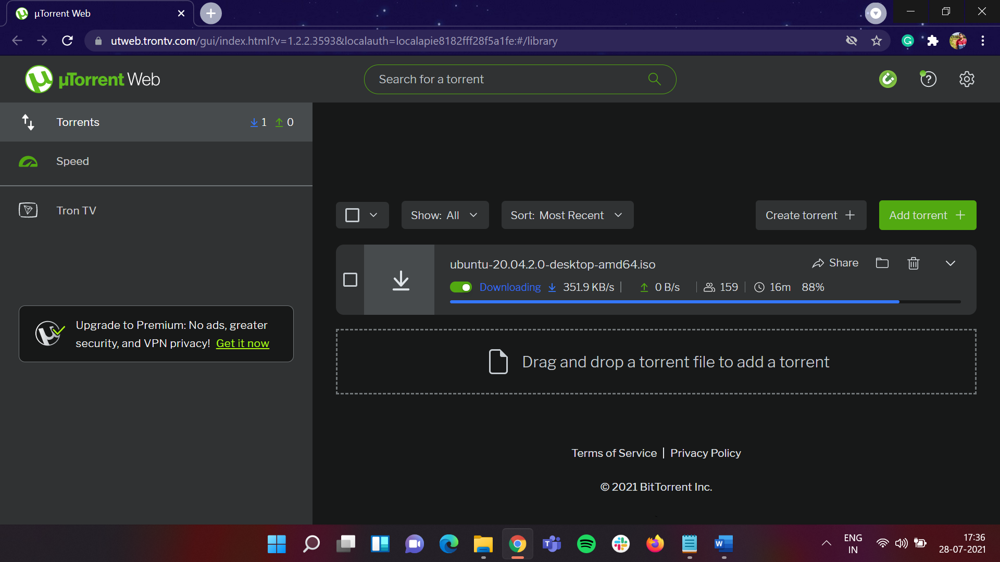 µTorrent Web
utweb.trontv.com/gui/index.html?v=1.2.2.3593&localauth=localapie8182fff28f5a1fe:#/library
µTorrent Web
Search for a torrent
Torrents 1 0
Speed
Tron TV
Upgrade to Premium: No ads, greater
security, and VPN privacy! Get it now
Show: All
Sort: Most Recent
Create torrent
Add torrent
ubuntu-20.04.2.0-desktop-amd64.iso
Share
Downloading 351.9 KB/s 0 B/s 159 16m 88%
Drag and drop a torrent file to add a torrent
Terms of Service | Privacy Policy
© 2021 BitTorrent Inc.
ENG
IN
17:36
28-07-2021